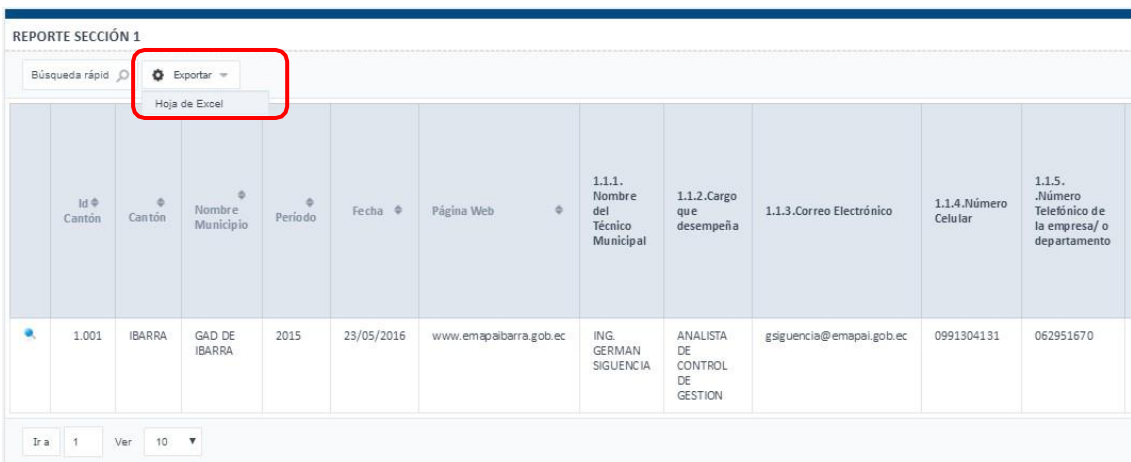 REPORTE SECCIÓN 1
Búsqueda rápid
Exportar
Hoja de Excel
Id
Cantón
Cantón
Nombre
Municipio
Período
Fecha
Página Web
1.1.1.
Nombre
del
Técnico
Municipal
1.1.2.Cargo
que
desempeña
1.1.3.Correo Electrónico
1.1.4.Número
Celular
1.1.5.
.Número
Telefónico de
la empresa/ o
departamento
1.001
IBARRA
GAD DE
IBARRA
2015
23/05/2016
www.emapaibarra.gob.ec
ING.
GERMAN
SIGUENCIA
ANALISTA
DE
CONTROL
DE
GESTION
gsiguencia@emapai.gob.ec
0991304131
062951670
Ir a
1
Ver
10